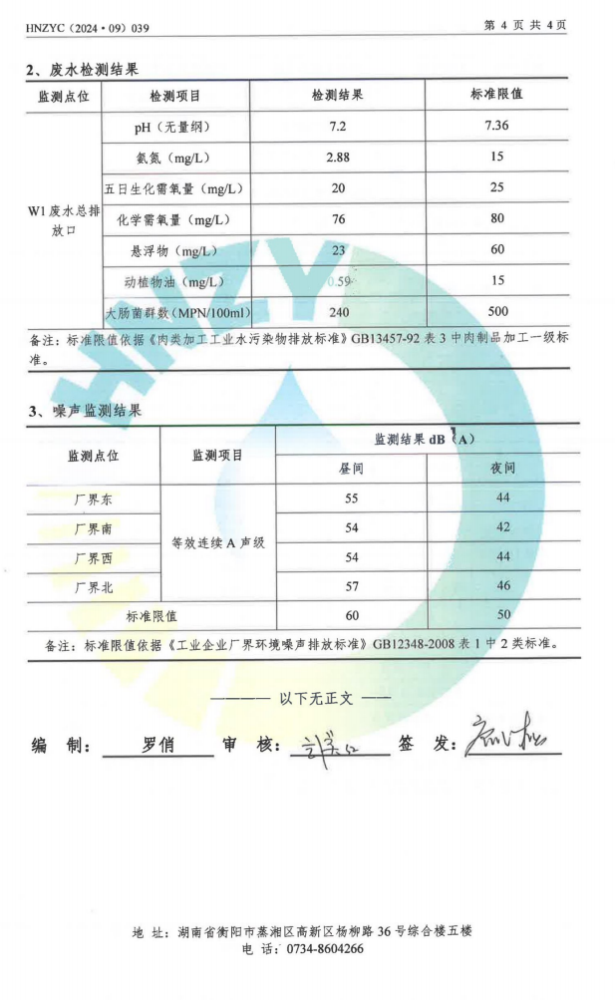 HNZYC（2024·09）039
第 4 页 共 4页
2、废水检测结果
监测点位 检测项目 检测结果 标准限值
W1 废水总排
放口
pH（无量纲） 7.2 7.36
氨氮（mg/L） 2.88 15
五日生化需氧量（mg/L） 20 25
化学需氧量（mg/L） 76 80
悬浮物（mg/L） 23 60
动植物油（mg/L） 0.59 15
大肠菌群数（MPN/100ml） 240 500
备注：标准限值依据《肉类加工工业水污染物排放标准》GB13457-92 表 3 中肉制品加工一级标
准。
HNZY
3、噪声监测结果
监测点位 监测项目 监测结果 dB（A）
昼间 夜间
等效连续 A 声级
厂界东 55 44
厂界南 54 42
厂界西 54 44
厂界北 57 46
标准限值 60 50
备注：标准限值依据《工业企业厂界环境噪声排放标准》GB12348-2008 表 1 中 2 类标准。
———— 以下无正文 ——
编 制： 罗俏 审 核： 签 发：
地 址：湖南省衡阳市蒸湘区高新区杨柳路 36 号综合楼五楼
电 话：0734-8604266